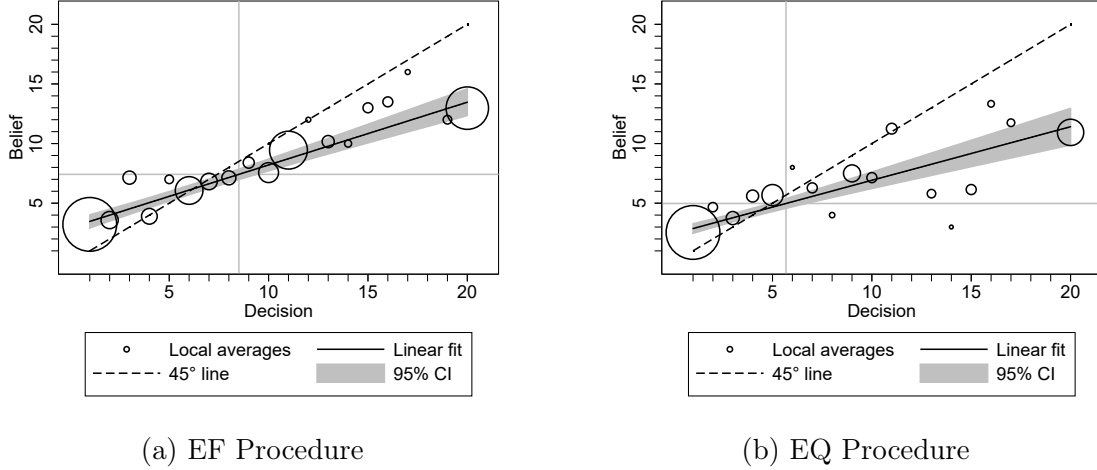 20
15
10
5
Belief
5
10
15
20
Decision
Local averages
Linear fit
45° line
95% CI
(a) EF Procedure
20
15
10
5
Belief
5
10
15
20
Decision
Local averages
Linear fit
45° line
95% CI
(b) EQ Procedure